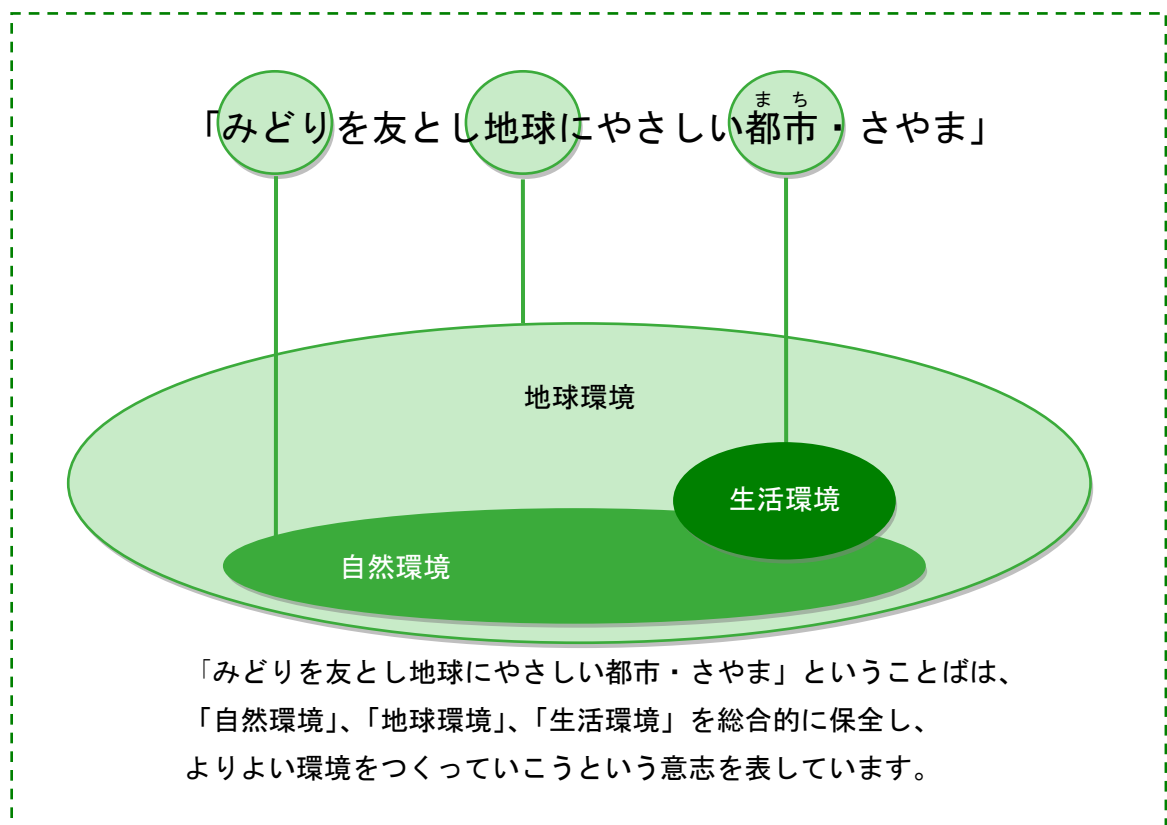 まち
「みどりを友とし地球にやさしい都市・さやま」
地球環境
生活環境
自然環境
「みどりを友とし地球にやさしい都市・さやま」ということばは、
「自然環境」、「地球環境」、「生活環境」を総合的に保全し、
よりよい環境をつくっていこうという意志を表しています。